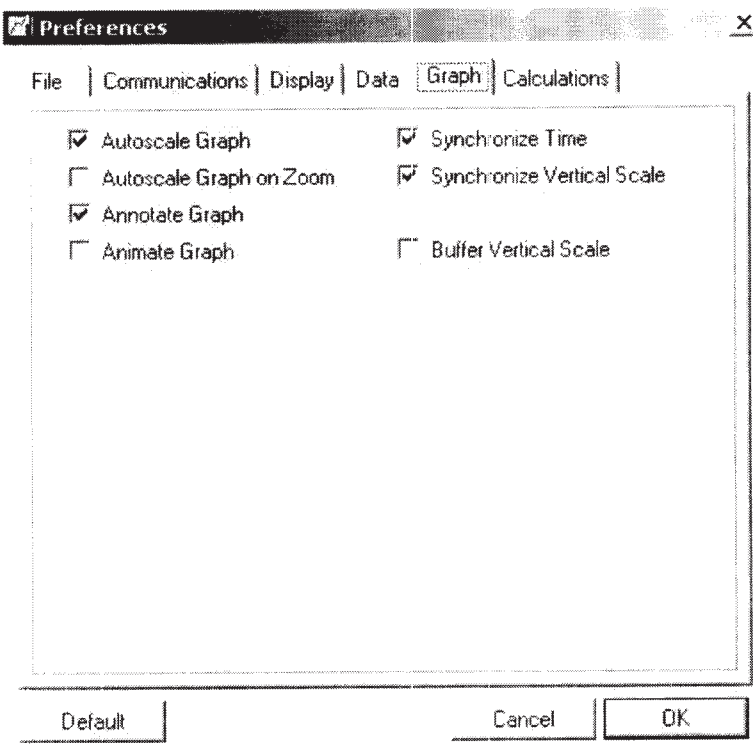 Preferences
File Communications Display Data Graph Calculations
Autoscale Graph Synchronize Time
Autoscale Graph on Zoom Synchronize Vertical Scale
Annotate Graph
Animate Graph Buffer Vertical Scale
Default Cancel OK